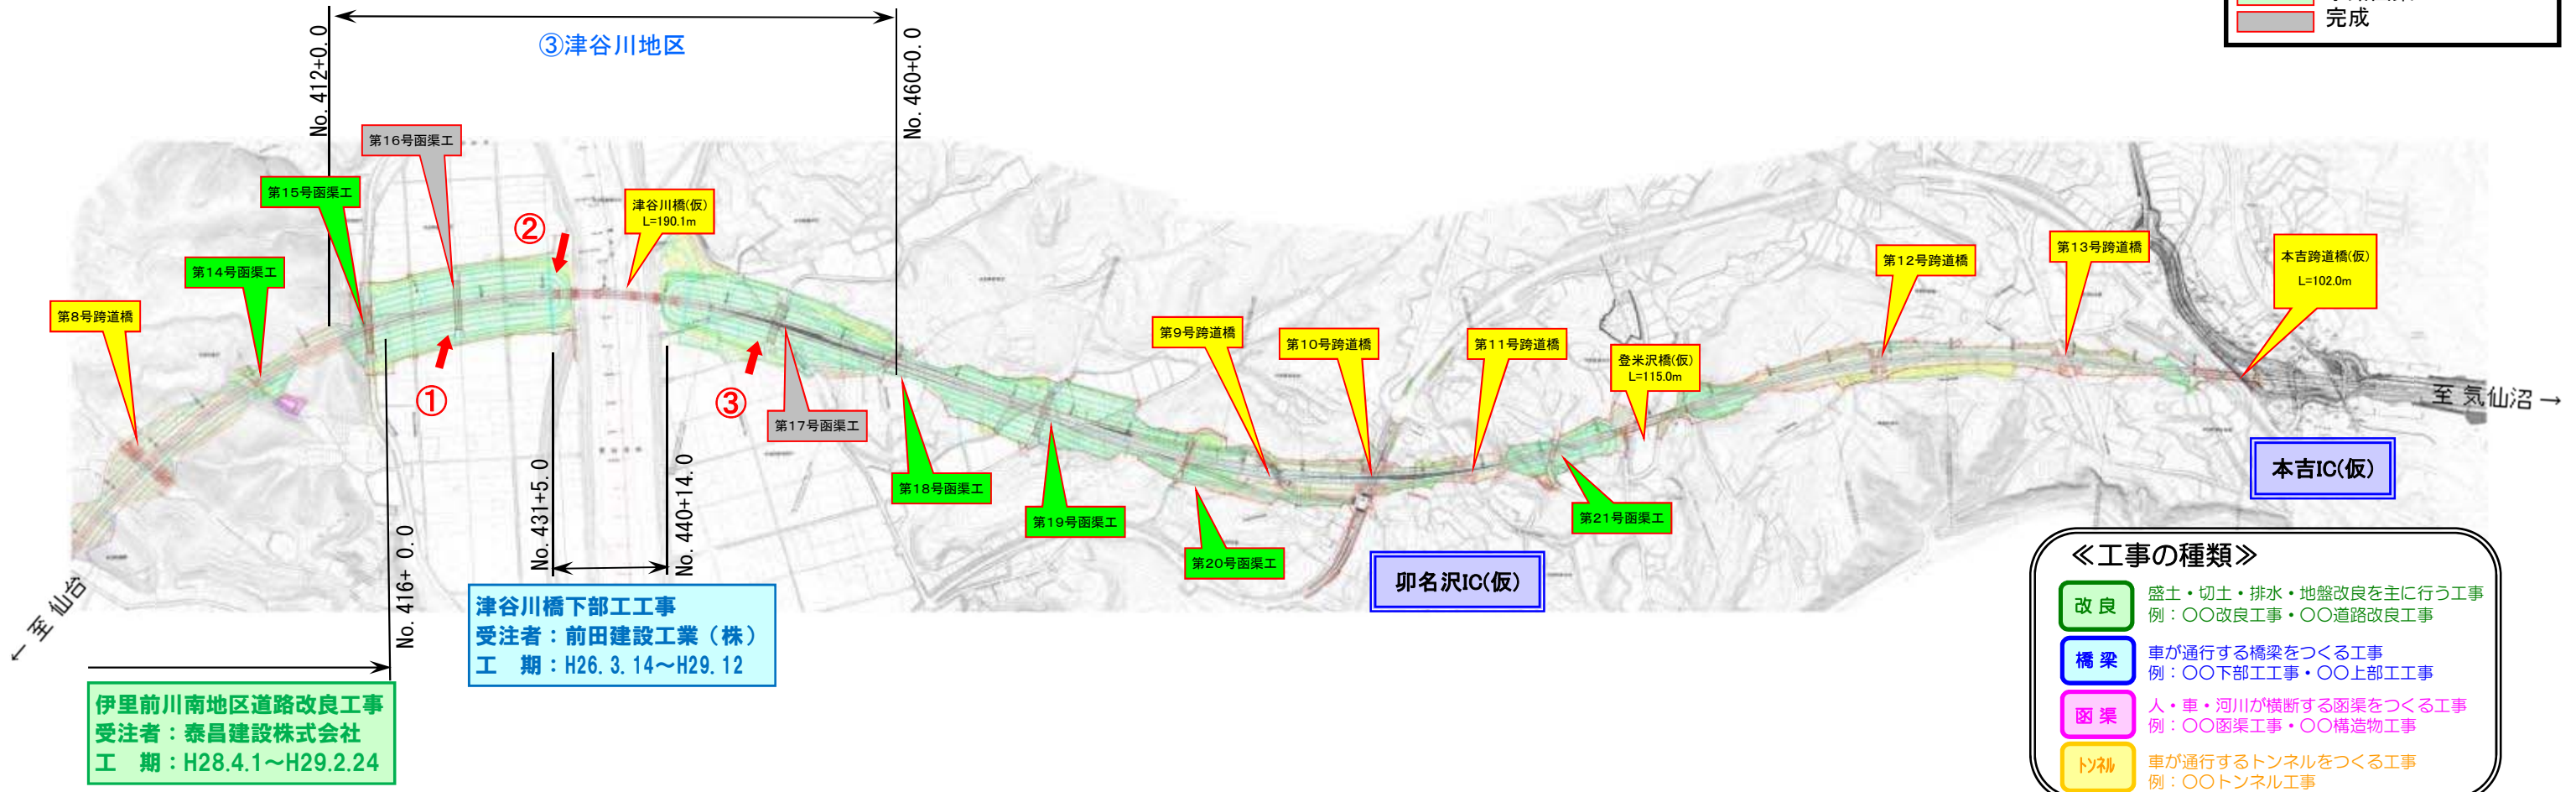 完成
③津谷川地区
No. 412+0. 0
No. 460+0. 0
第16号函渠工
第15号函渠工
第14号函渠工
第8号跨道橋
②
津谷川橋(仮)
L=190.1m
①
③
第17号函渠工
第18号函渠工
第19号函渠工
第20号函渠工
第9号跨道橋
第10号跨道橋
第11号跨道橋
登米沢橋(仮)
L=115.0m
第21号函渠工
第12号跨道橋
第13号跨道橋
本吉跨道橋(仮)
L=102.0m
至 気仙沼 →
本吉IC(仮)
卯名沢IC(仮)
← 至 仙台
No. 416+ 0. 0
No. 431+5. 0
No. 440+14. 0
津谷川橋下部工工事
受注者：前田建設工業（株）
工　期：H26. 3. 14～H29. 12
伊里前川南地区道路改良工事
受注者：泰昌建設株式会社
工　期：H28.4.1～H29.2.24
≪工事の種類≫
改 良
盛土・切土・排水・地盤改良を主に行う工事
例：〇〇改良工事・〇〇道路改良工事
橋 梁
車が通行する橋梁をつくる工事
例：〇〇下部工工事・〇〇上部工工事
函 渠
人・車・河川が横断する函渠をつくる工事
例：〇〇函渠工事・〇〇構造物工事
ﾄﾝﾈﾙ
車が通行するトンネルをつくる工事
例：〇〇トンネル工事